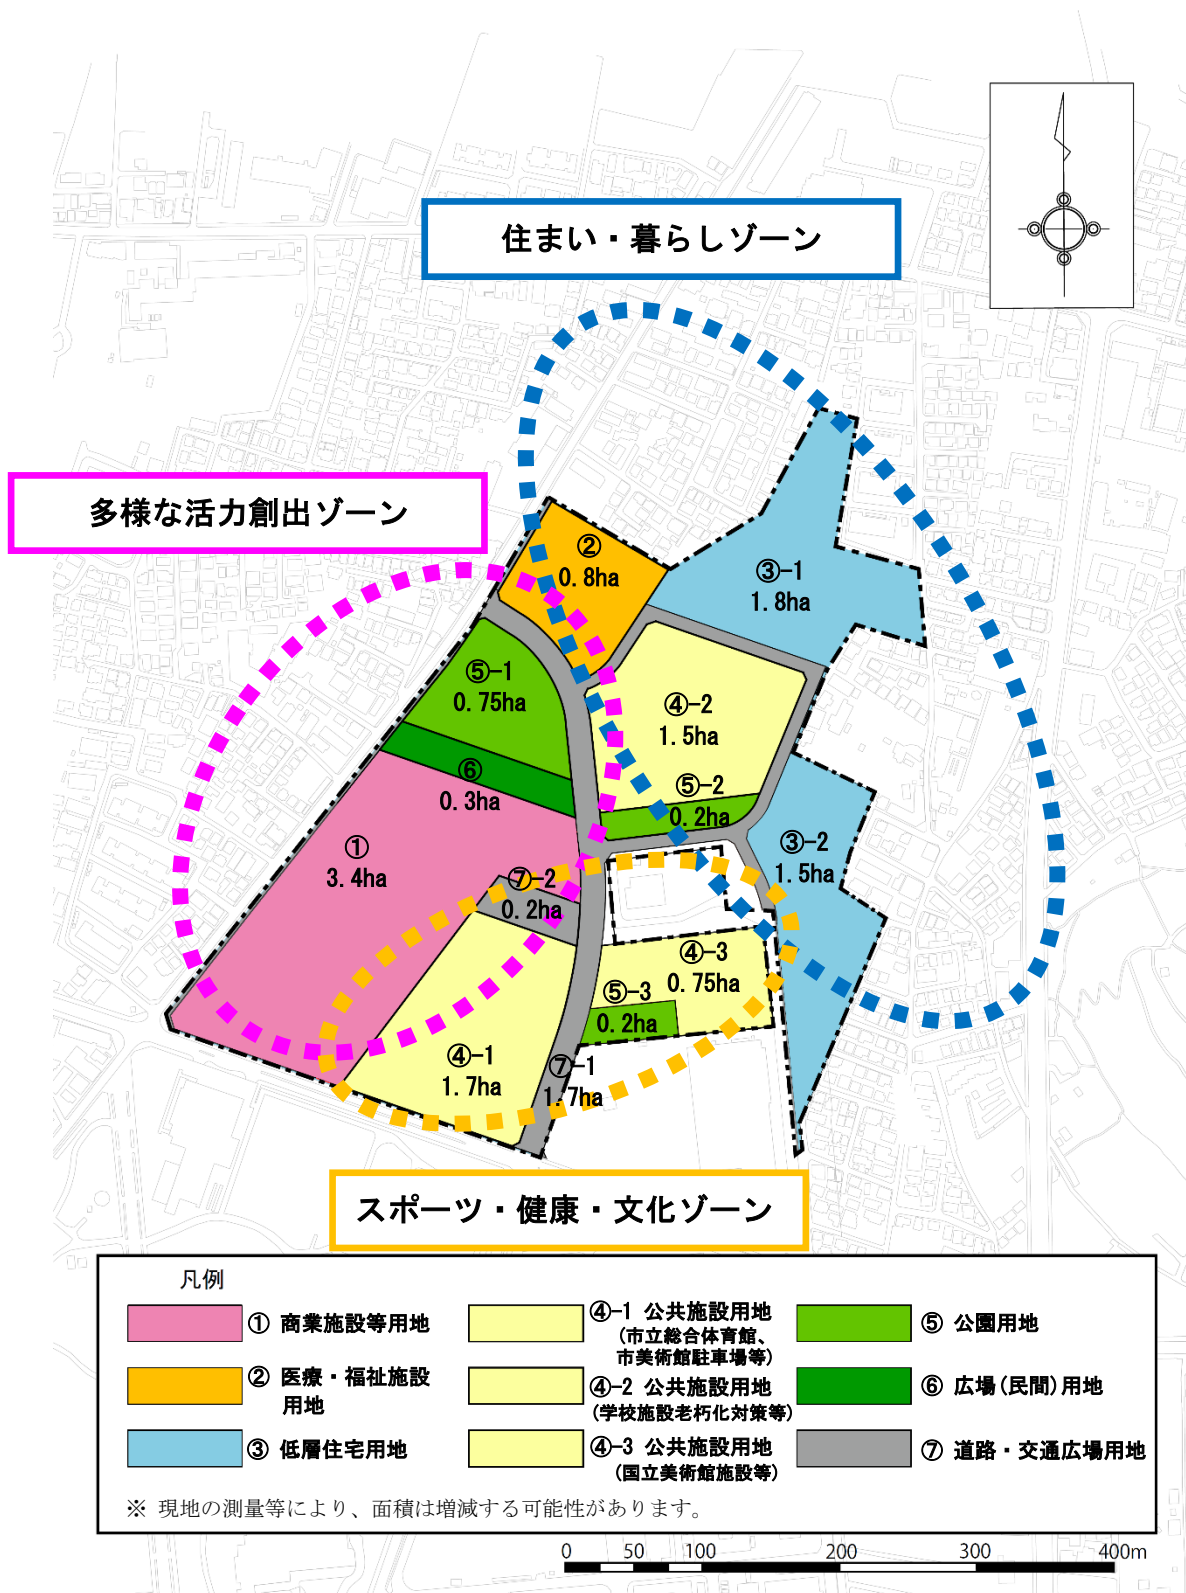 住まい・暮らしゾーン
多様な活力創出ゾーン
②
0.8ha
③-1
1.8ha
⑤-1
0.75ha
④-2
1.5ha
⑥
0.3ha
⑤-2
0.2ha
①
3.4ha
③-2
1.5ha
⑦-2
0.2ha
④-3
0.75ha
⑤-3
0.2ha
④-1
1.7ha
⑦-1
1.7ha
スポーツ・健康・文化ゾーン
凡例
① 商業施設等用地
② 医療・福祉施設
用地
③ 低層住宅用地
④-1 公共施設用地
(市立総合体育館、
市美術館駐車場等)
④-2 公共施設用地
(学校施設老朽化対策等)
④-3 公共施設用地
(国立美術館施設等)
⑤ 公園用地
⑥ 広場(民間)用地
⑦ 道路・交通広場用地
※ 現地の測量等により、面積は増減する可能性があります。
0 50 100 200 300 400m